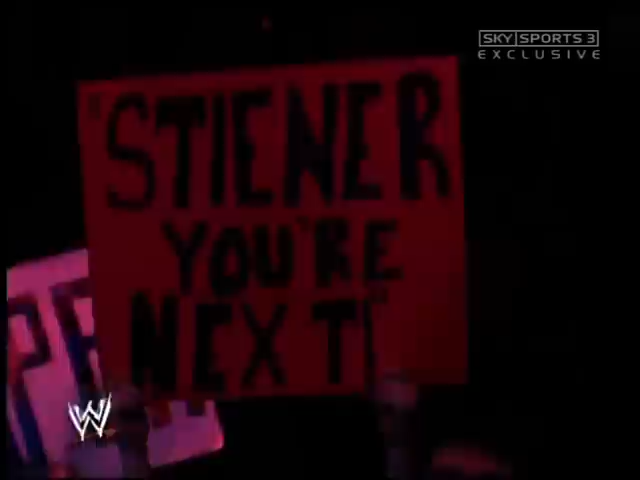 SKY SPORTS 3
EXCLUSIVE
"STIENER
YOU'RE
NEXT!"
W